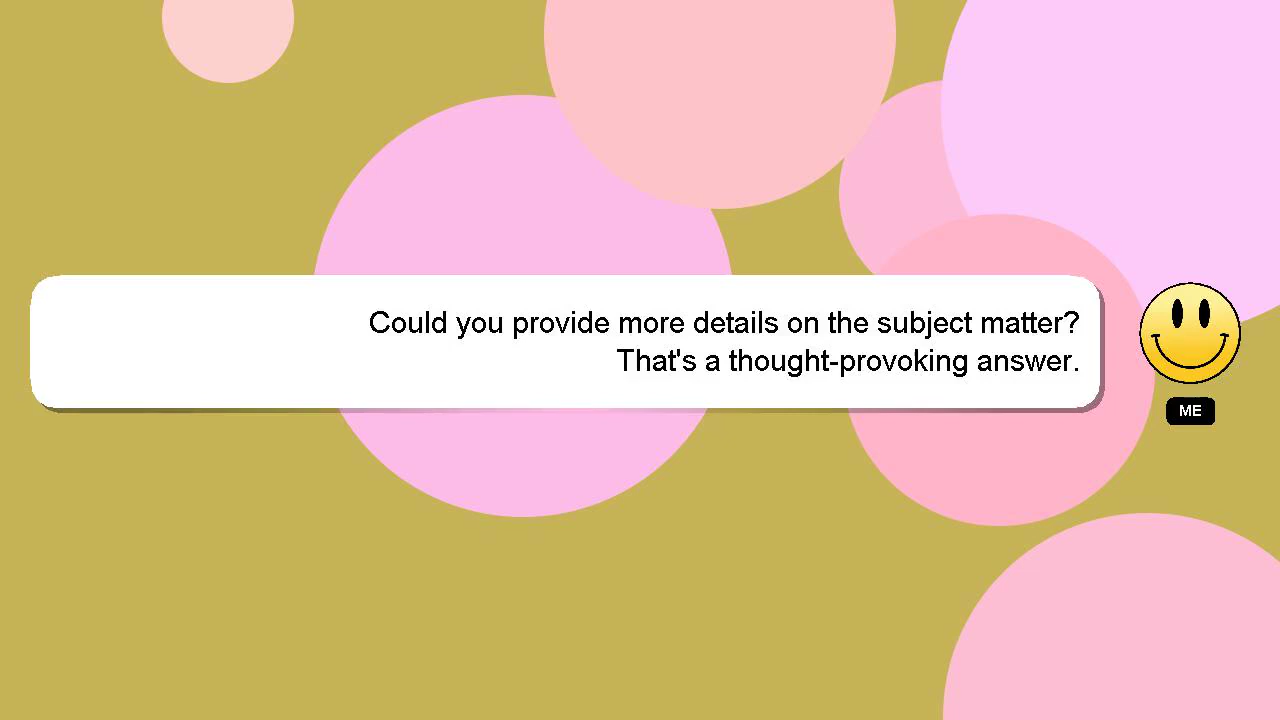 Could you provide more details on the subject matter?
That's a thought-provoking answer.
ME